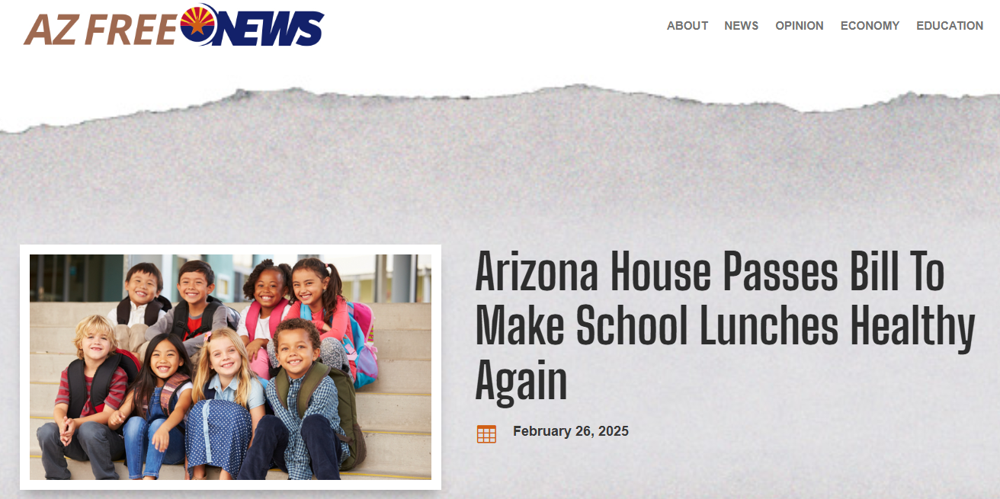 AZ FREE NEWS
ABOUT NEWS OPINION ECONOMY EDUCATION
Arizona House Passes Bill To
Make School Lunches Healthy
Again
February 26, 2025